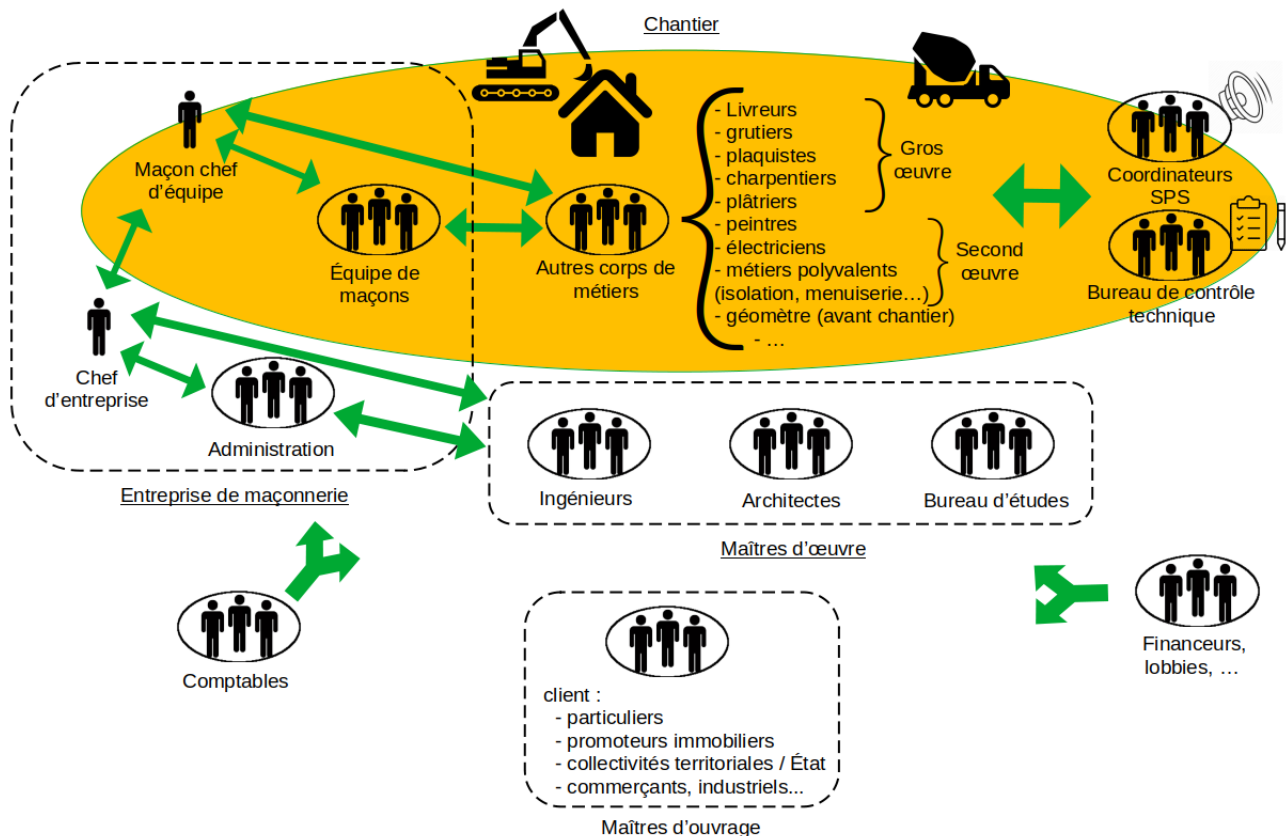 Chantier
Maçon chef
d'équipe
Équipe de
maçons
Autres corps de
métiers
- Livreurs
- grutiers
- plaquistes
- charpentiers
- plâtriers
- peintres
- électriciens
- métiers polyvalents
(isolation, menuiserie…)
- géomètre (avant chantier)
- …
Gros
œuvre
Second
œuvre
Coordinateurs
SPS
Bureau de contrôle
technique
Chef
d'entreprise
Administration
Entreprise de maçonnerie
Ingénieurs
Architectes
Bureau d'études
Maîtres d'œuvre
Comptables
Financeurs,
lobbies, …
client :
- particuliers
- promoteurs immobiliers
- collectivités territoriales / État
- commerçants, industriels...
Maîtres d'ouvrage